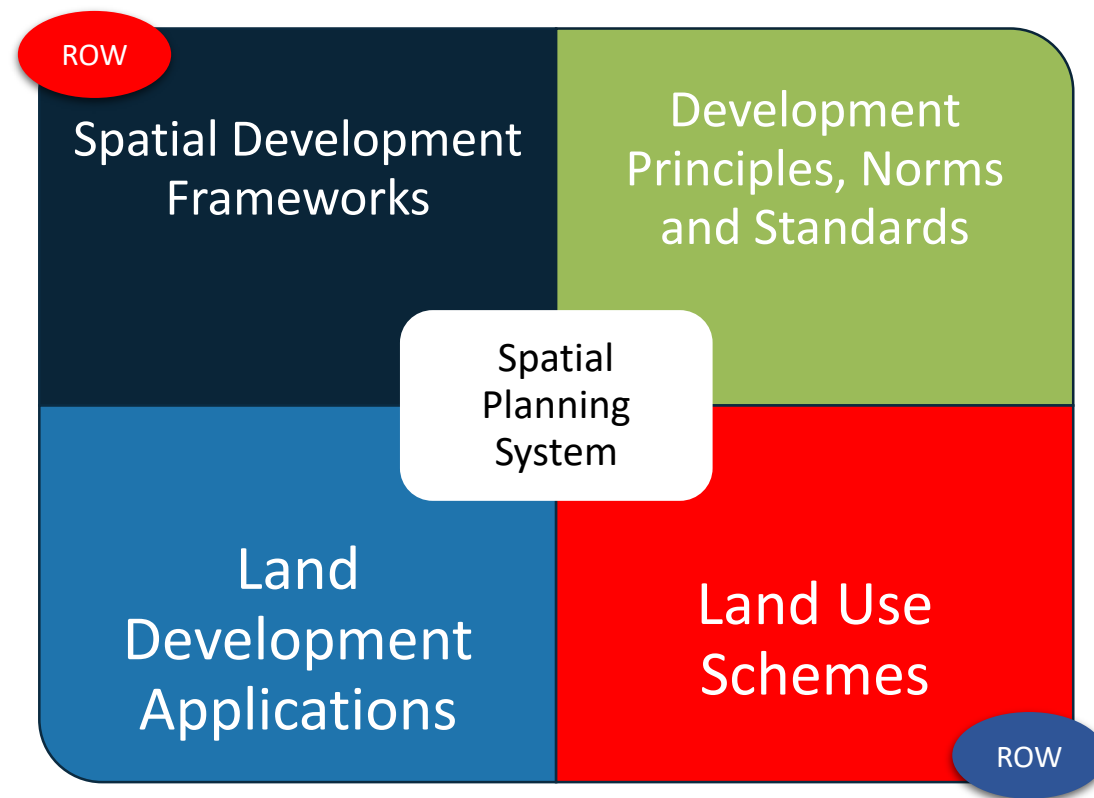 ROW
Spatial Development
Frameworks
Development
Principles, Norms
and Standards
Spatial
Planning
System
Land
Development
Applications
Land Use
Schemes
ROW